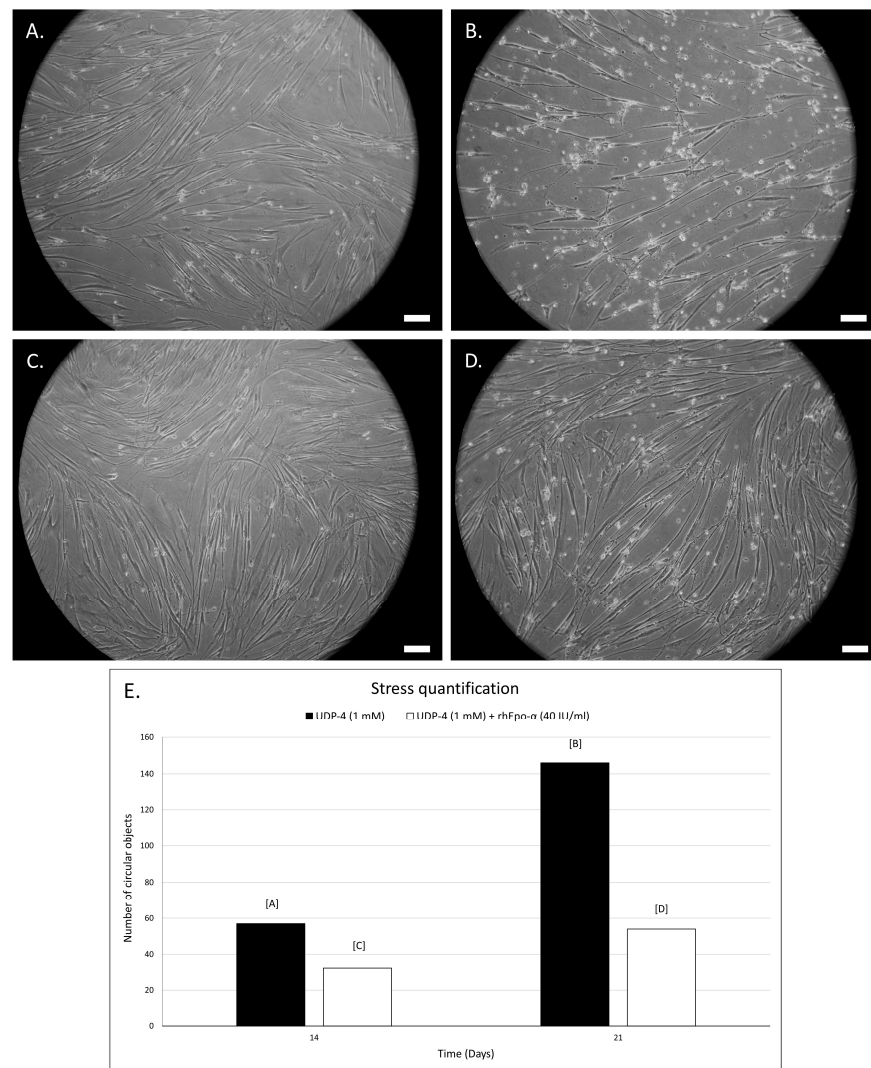 A.
B.
C.
D.
E.
Stress quantification
UDP-4 (1 mM)
UDP-4 (1 mM) + rhEpo-α (40 IU/ml)
160
140
120
100
80
60
40
20
0
[A]
[C]
[B]
[D]
14
21
Number of circular objects
Time (Days)